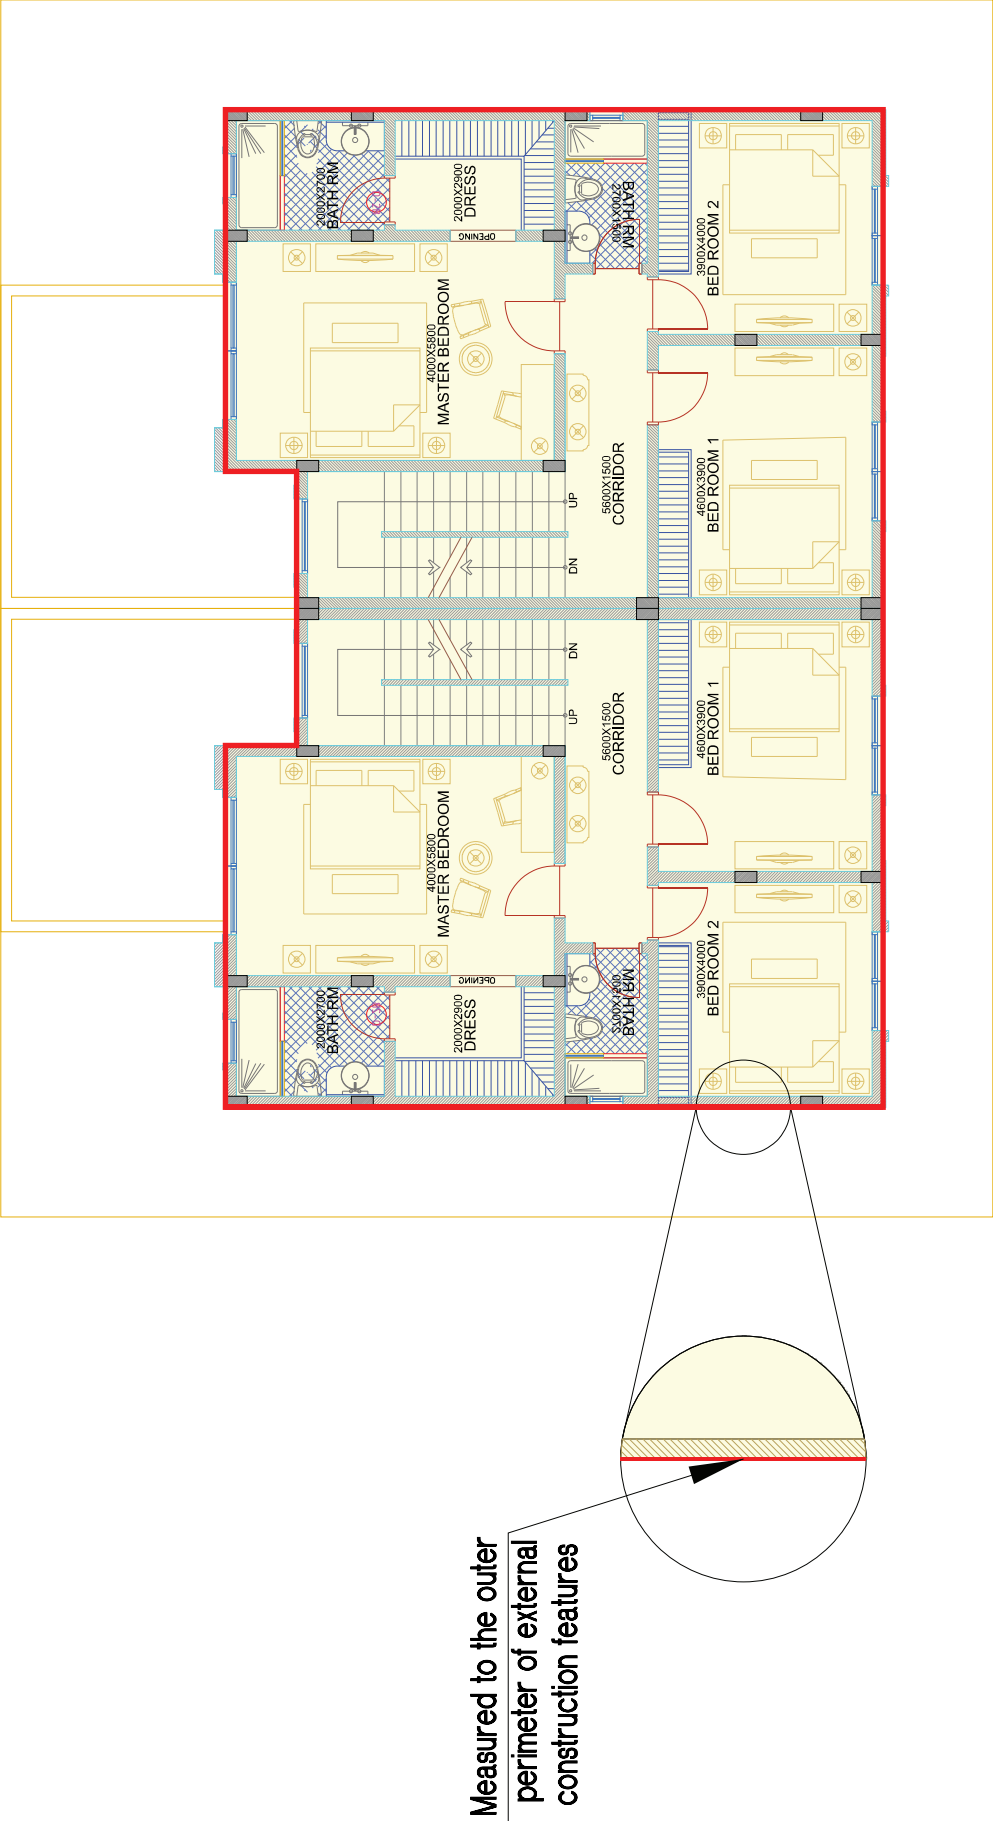 2000X2700
BATH RM
2000X2900
DRESS
OPENING
2700X1500
BATH RM
3900X4000
BED ROOM 2
4000X5800
MASTER BEDROOM
5600X1500
CORRIDOR
4600X3900
BED ROOM 1
UP
DN
DN
UP
5600X1500
CORRIDOR
4600X3900
BED ROOM 1
4000X5800
MASTER BEDROOM
3900X4000
BED ROOM 2
OPENING
2000X2700
BATH RM
2000X2900
DRESS
BATH RM
Measured to the outer
perimeter of external
construction features